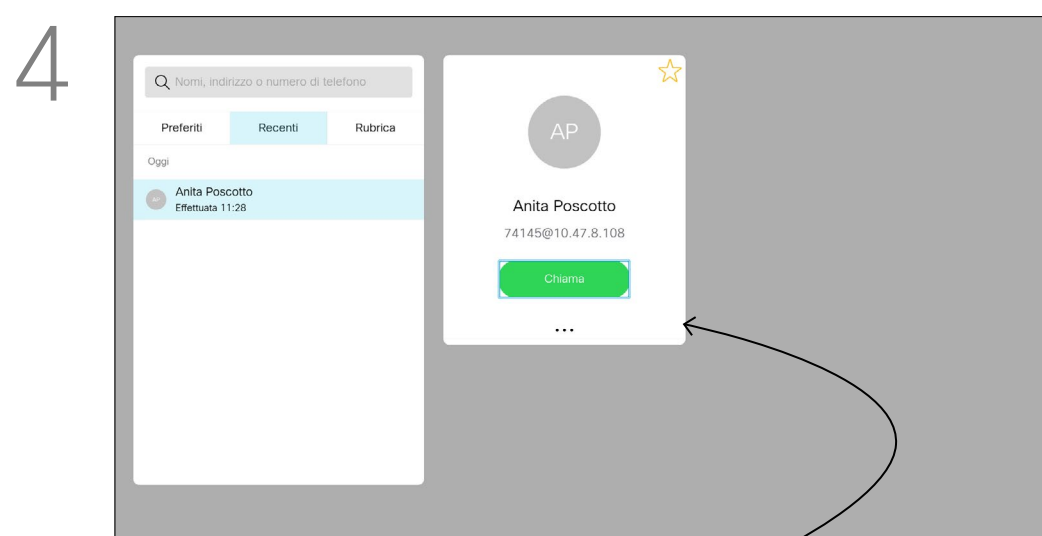 4
Nomi, indirizzo o numero di telefono
Preferiti Recenti Rubrica
Oggi
AP
Anita Poscotto
Effettuata 11:28
AP
Anita Poscotto
74145@10.47.8.108
Chiama
...